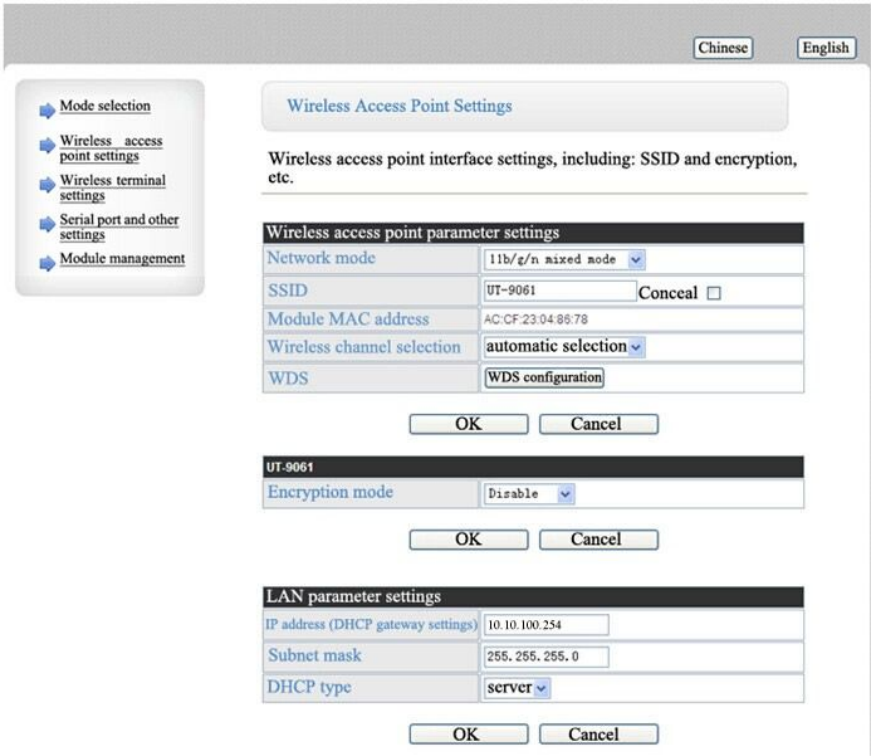 Chinese English
Mode selection
Wireless access
point settings
Wireless terminal
settings
Serial port and other
settings
Module management
Wireless Access Point Settings
Wireless access point interface settings, including: SSID and encryption,
etc.
Wireless access point parameter settings
Network mode 11b/g/n mixed mode
SSID UT-9061 Conceal
Module MAC address AC:CF:23:04:86:78
Wireless channel selection automatic selection
WDS WDS configuration
OK Cancel
UT-9061
Encryption mode Disable
OK Cancel
LAN parameter settings
IP address (DHCP gateway settings) 10.10.100.254
Subnet mask 255.255.255.0
DHCP type server
OK Cancel